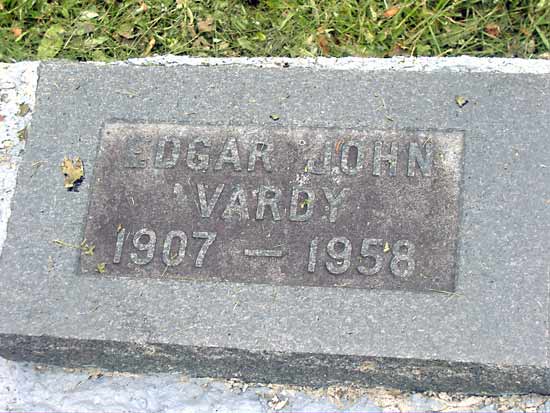 EDGAR JOHN
VARDY
1907 — 1958